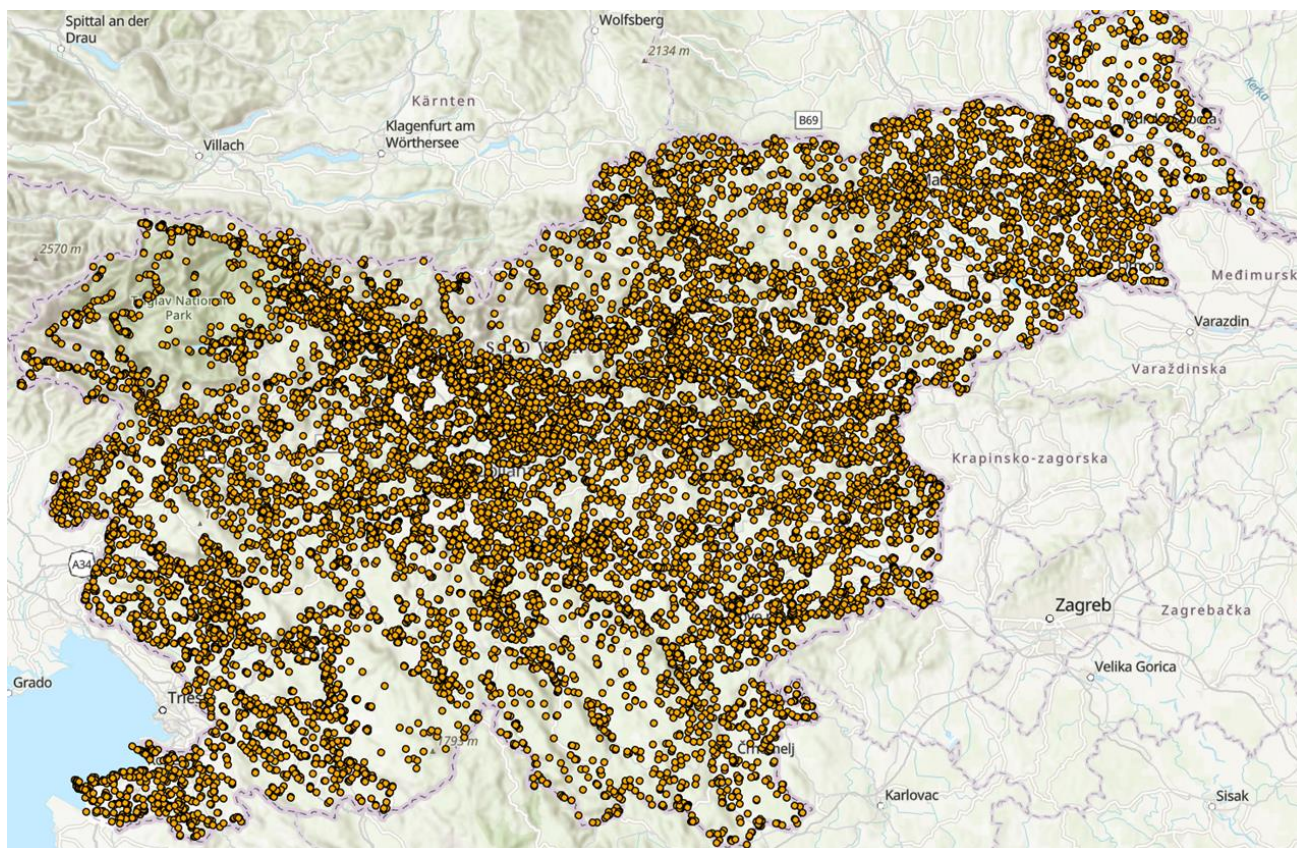 Spittal an der
Drau
Wolfsberg
2134 m
Kärnten
B69
Klagenfurt am
Wörthersee
Villach
Kerka
2570 m
Park
Međimursk
Varazdin
Varaždinska
Krapinsko-zagorska
A34
Zagreb
Zagrebačka
Velika Gorica
Grado
Karlovac
Sisak